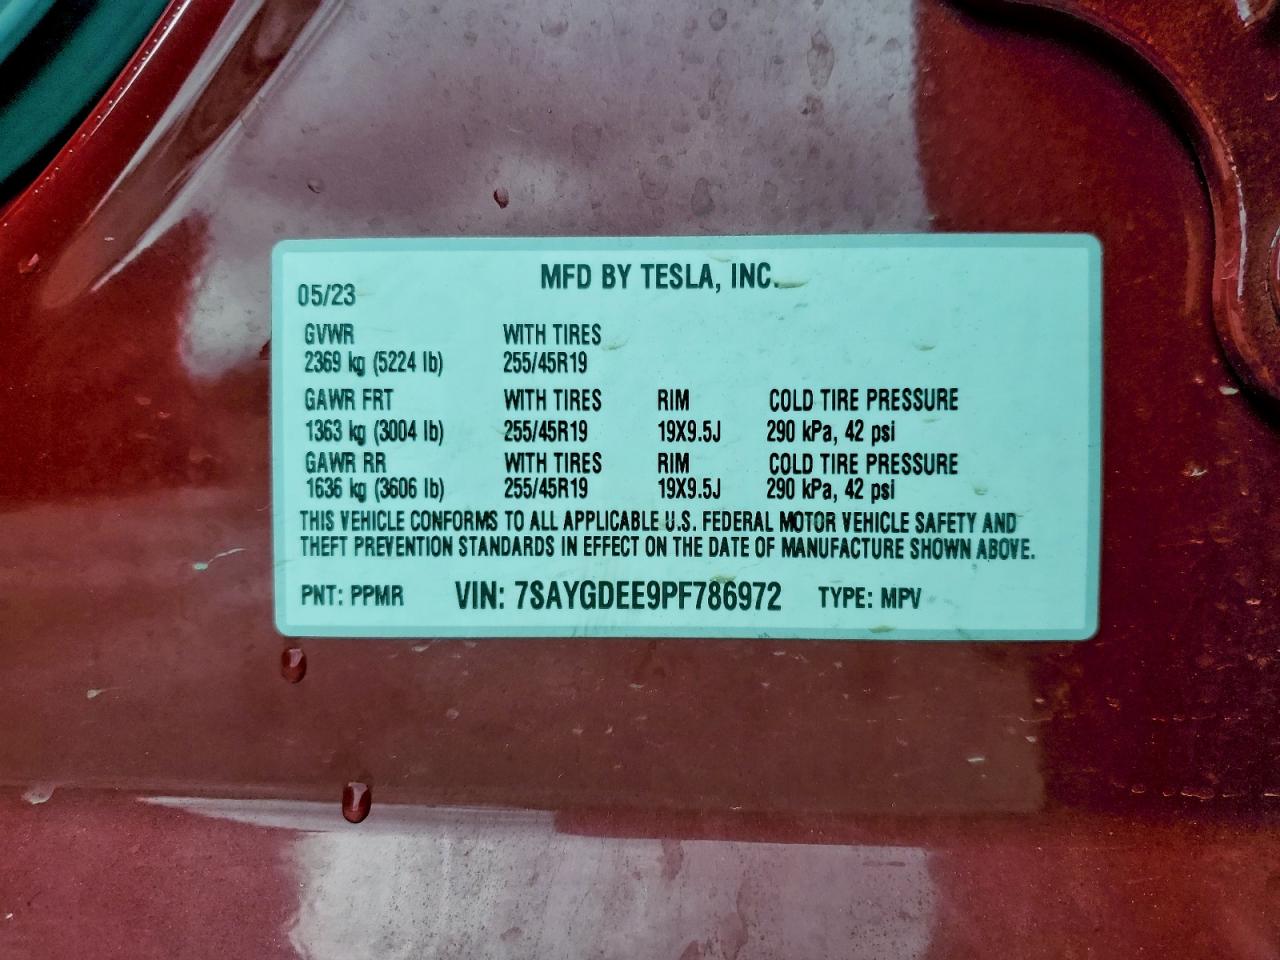 MFD BY TESLA, INC.
05/23
GVWR WITH TIRES
2369 kg (5224 lb) 255/45R19
GAWR FRT WITH TIRES RIM COLD TIRE PRESSURE
1363 kg (3004 lb) 255/45R19 19X9.5J 290 kPa, 42 psi
GAWR RR WITH TIRES RIM COLD TIRE PRESSURE
1636 kg (3606 lb) 255/45R19 19X9.5J 290 kPa, 42 psi
THIS VEHICLE CONFORMS TO ALL APPLICABLE U.S. FEDERAL MOTOR VEHICLE SAFETY AND
THEFT PREVENTION STANDARDS IN EFFECT ON THE DATE OF MANUFACTURE SHOWN ABOVE.
PNT: PPMR VIN: 7SAYGDEE9PF786972 TYPE: MPV